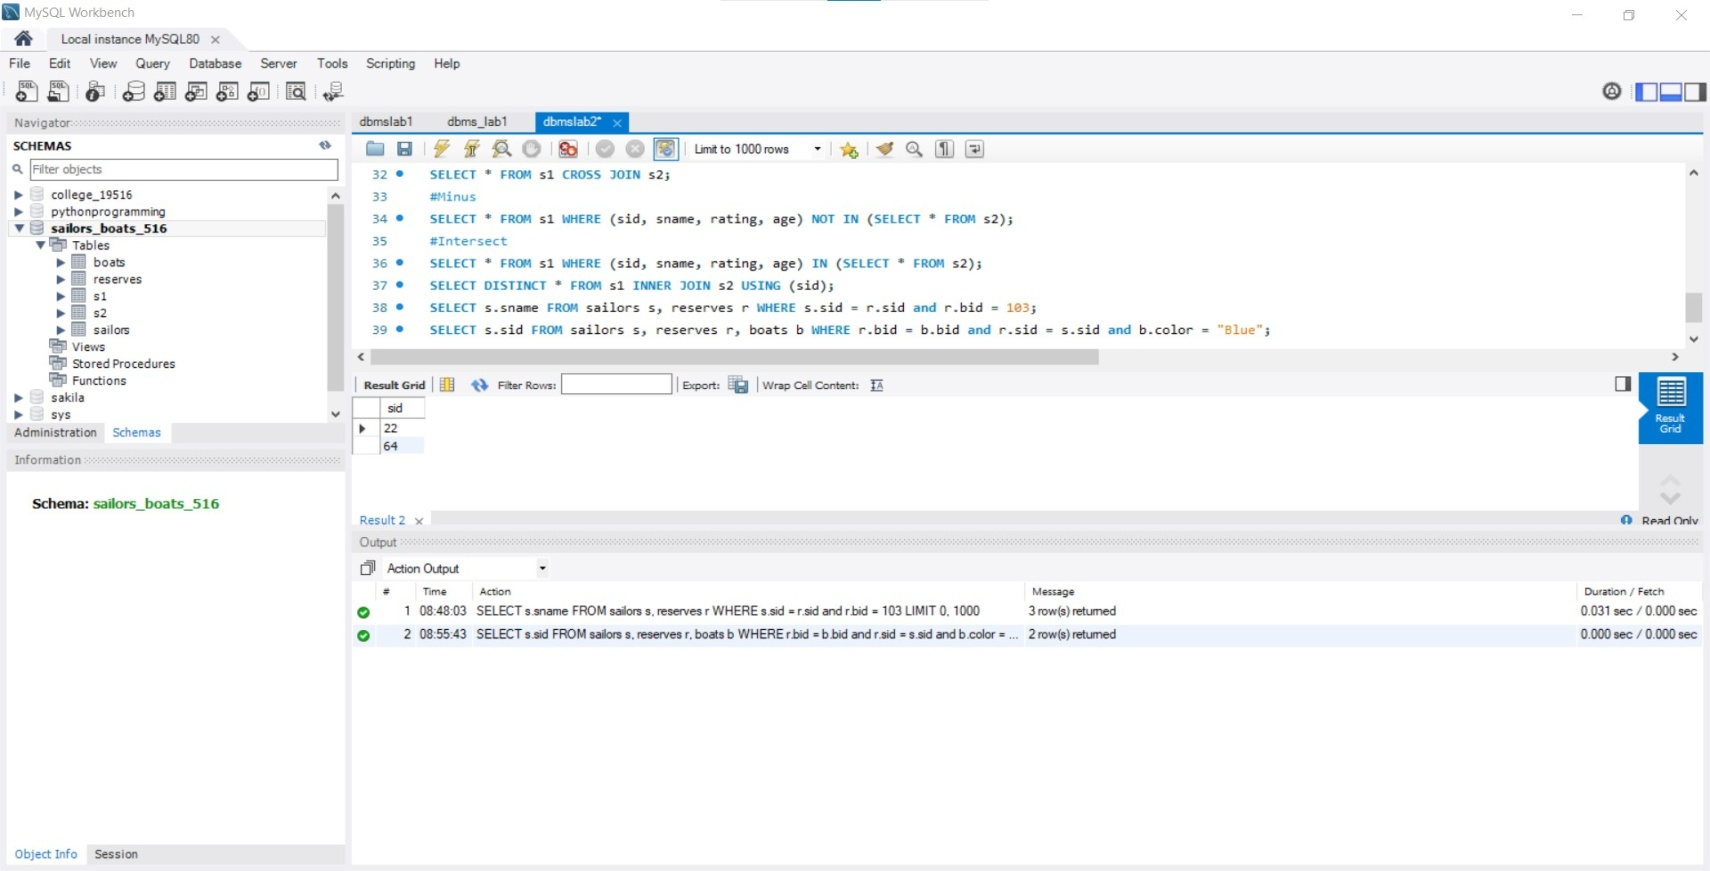 MySQL Workbench
Local instance MySQL80
File Edit View Query Database Server Tools Scripting Help
Navigator
SCHEMAS
Filter objects
college_19516
pythonprogramming
sailors_boats_516
Tables
boats
reserves
s1
s2
sailors
Views
Stored Procedures
Functions
sakila
sys
Administration Schemas
Information
Schema: sailors_boats_516
Object Info Session
dbmslab1 dbms_lab1 dbmslab2*
Limit to 1000 rows
32 SELECT * FROM s1 CROSS JOIN s2;
33 #Minus
34 SELECT * FROM s1 WHERE (sid, sname, rating, age) NOT IN (SELECT * FROM s2);
35 #Intersect
36 SELECT * FROM s1 WHERE (sid, sname, rating, age) IN (SELECT * FROM s2);
37 SELECT DISTINCT * FROM s1 INNER JOIN s2 USING (sid);
38 SELECT s.sname FROM sailors s, reserves r WHERE s.sid = r.sid and r.bid = 103;
39 SELECT s.sid FROM sailors s, reserves r, boats b WHERE r.bid = b.bid and r.sid = s.sid and b.color = "Blue";
Result Grid Filter Rows: Export: Wrap Cell Content:
sid
22
64
Result
Grid
Result 2
Read Only
Output
Action Output
# Time Action Message Duration / Fetch
1 08:48:03 SELECT s.sname FROM sailors s, reserves r WHERE s.sid = r.sid and r.bid = 103 LIMIT 0, 1000 3 row(s) returned 0.031 sec / 0.000 sec
2 08:55:43 SELECT s.sid FROM sailors s, reserves r, boats b WHERE r.bid = b.bid and r.sid = s.sid and b.color = ... 2 row(s) returned 0.000 sec / 0.000 sec